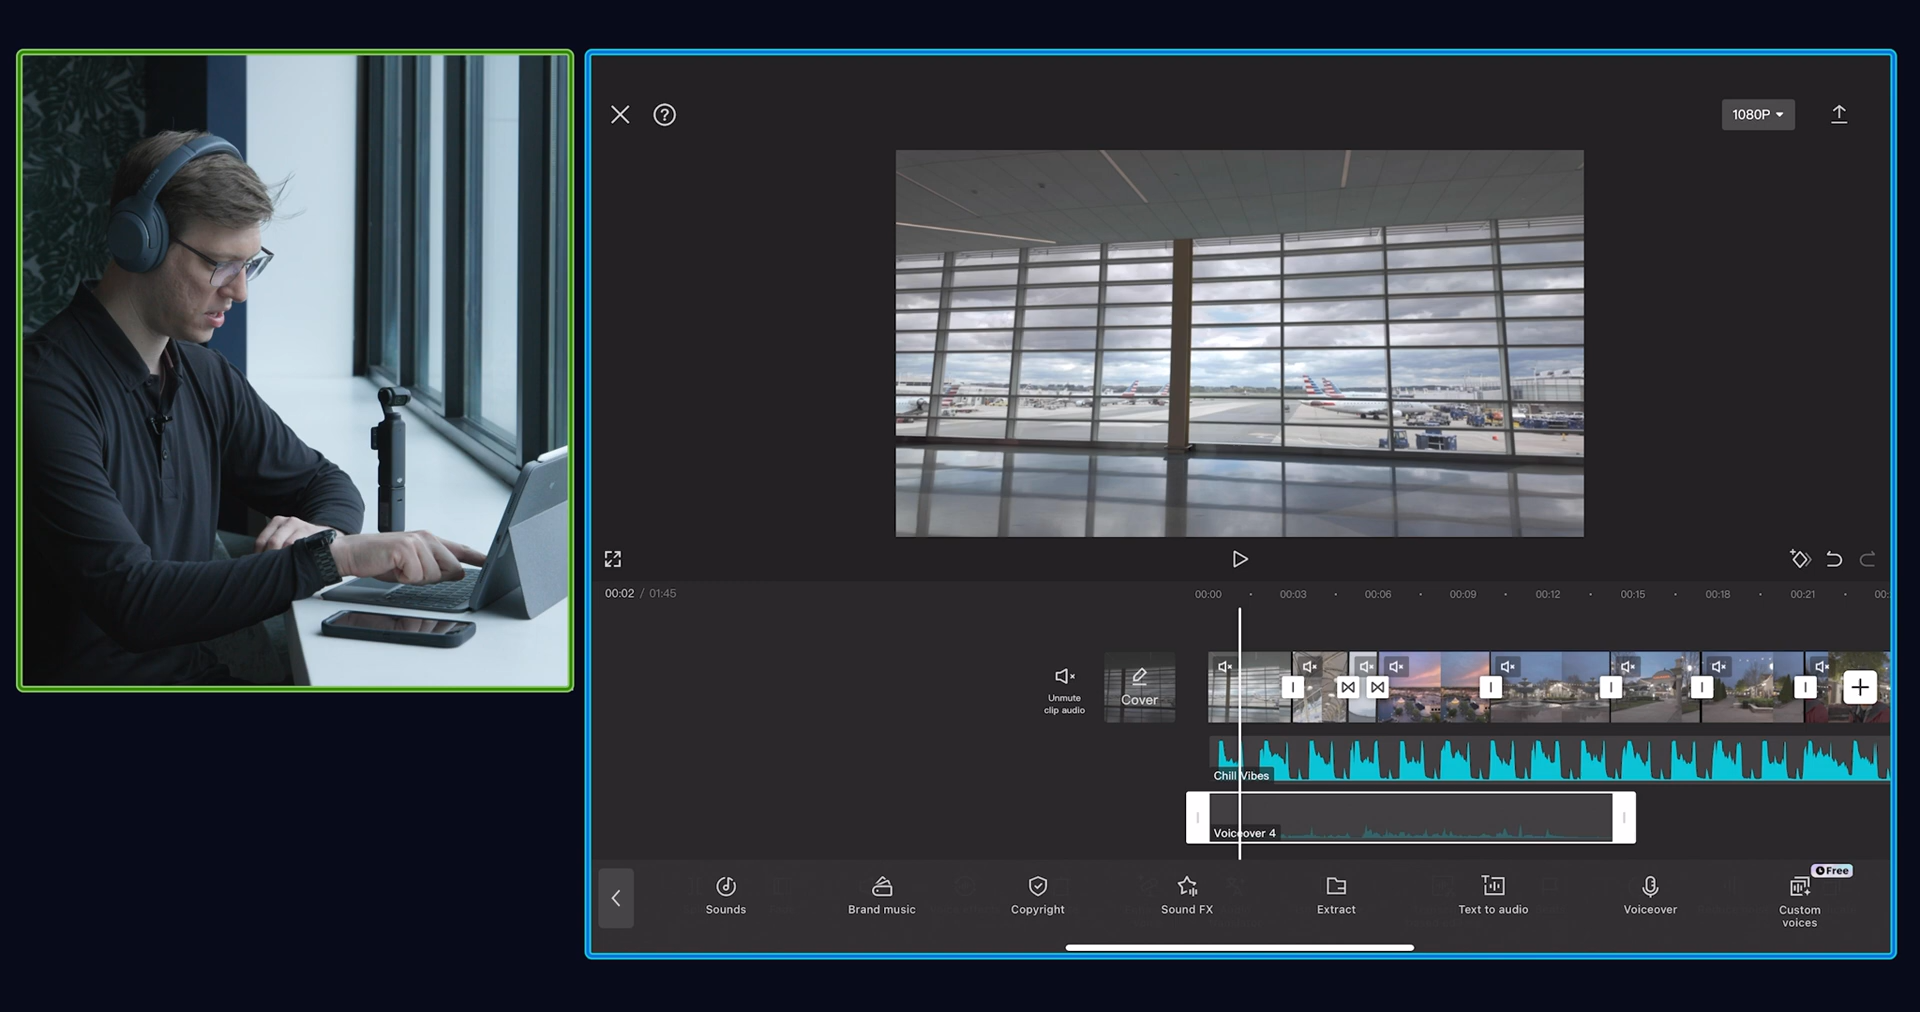 ?
1080P
00:02 / 01:45
00:00
00:03
00:06
00:09
00:12
00:15
00:18
00:21
00:
Unmute
clip audio
Cover
Chill Vibes
Voiceover 4
Free
Sounds
Brand music
Copyright
Sound FX
Extract
Text to audio
Voiceover
Custom
voices